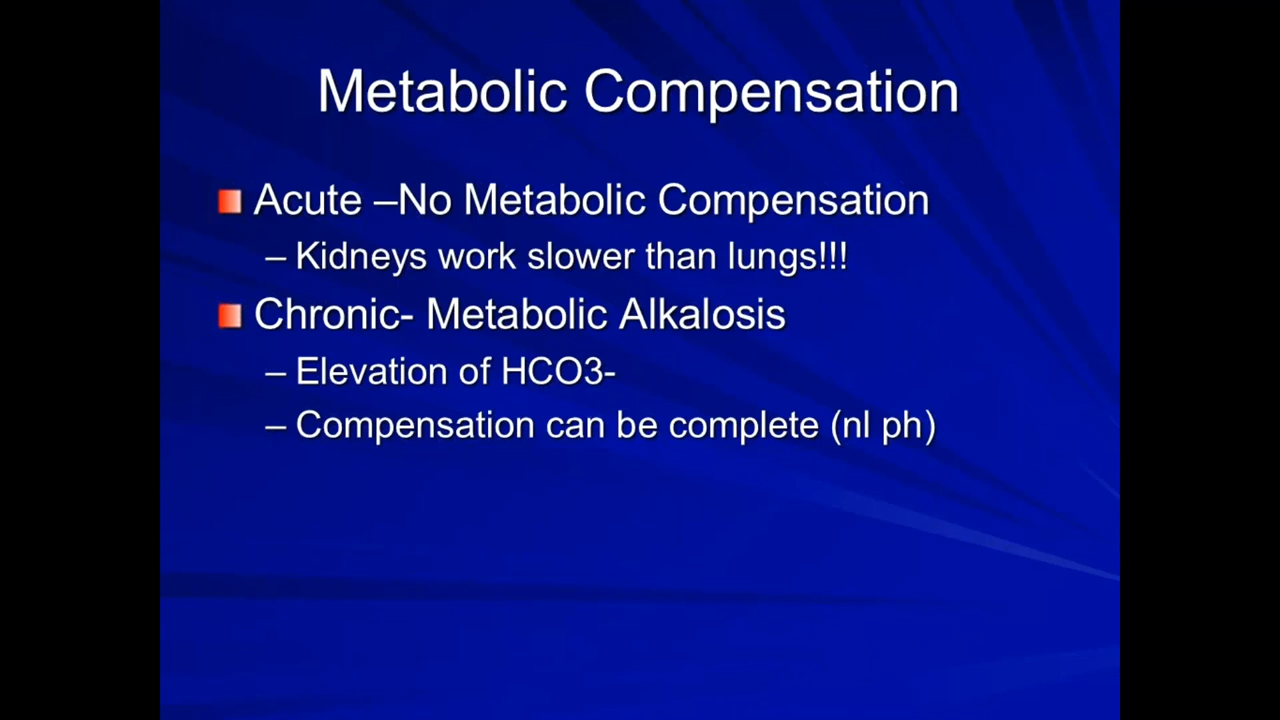 Metabolic Compensation
Acute –No Metabolic Compensation
– Kidneys work slower than lungs!!!
Chronic- Metabolic Alkalosis
– Elevation of HCO3-
– Compensation can be complete (nl ph)